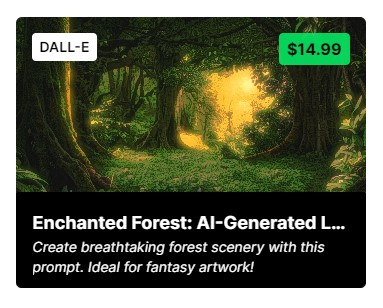 DALL-E
$14.99
Enchanted Forest: AI-Generated L...
Create breathtaking forest scenery with this
prompt. Ideal for fantasy artwork!